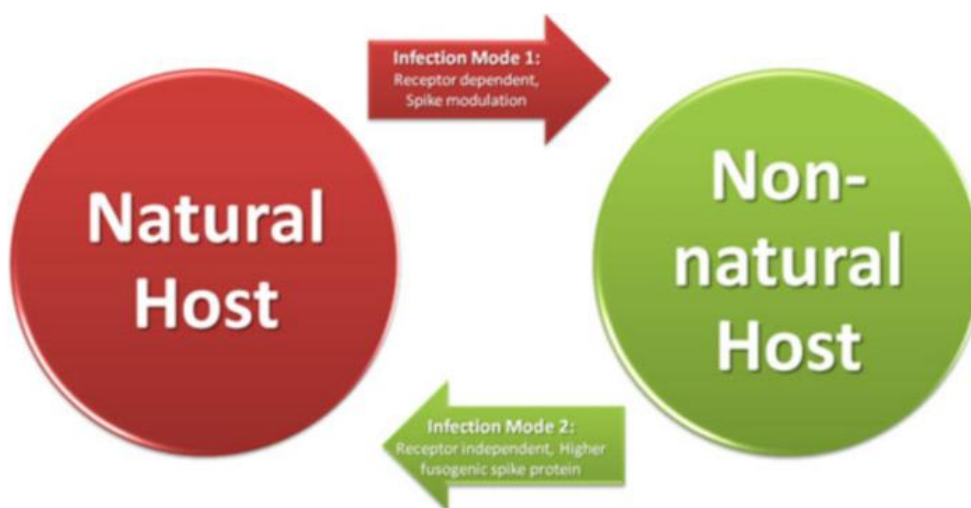 Infection Mode 1:
Receptor dependent,
Spike modulation
Natural
Host
Non-
natural
Host
Infection Mode 2:
Receptor independent, Higher
fusogenic spike protein